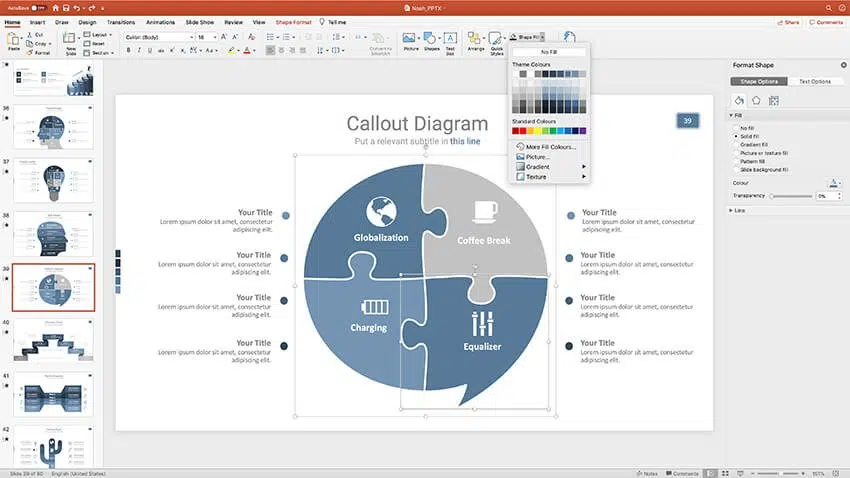 AutoSave OFF
Nash_PPTX
Home Insert Draw Design Transitions Animations Slide Show Review View Shape Format Tell me
Share Comments
Paste
Cut
Copy
Format
New Slide
Layout
Reset
Section
Calibri (Body) 18
Convert to SmartArt
Picture
Shapes
Text Box
Arrange
Quick Styles
Shape Fill
No Fill
Theme Colours
Standard Colours
More Fill Colours...
Picture...
Gradient
Texture
Format Shape
Shape Options Text Options
Fill
No fill
Solid fill
Gradient fill
Picture or texture fill
Pattern fill
Slide background fill
Colour
Transparency 0%
Line
36
37
38
39
40
41
42
Callout Diagram
Put a relevant subtitle in this line
39
Your Title
Lorem ipsum dolor sit amet, consectetur
adipiscing elit.
Your Title
Lorem ipsum dolor sit amet, consectetur
adipiscing elit.
Your Title
Lorem ipsum dolor sit amet, consectetur
adipiscing elit.
Your Title
Lorem ipsum dolor sit amet, consectetur
adipiscing elit.
Globalization
Coffee Break
Charging
Equalizer
Your Title
Lorem ipsum dolor sit amet, consectetur
adipiscing elit.
Your Title
Lorem ipsum dolor sit amet, consectetur
adipiscing elit.
Your Title
Lorem ipsum dolor sit amet, consectetur
adipiscing elit.
Your Title
Lorem ipsum dolor sit amet, consectetur
adipiscing elit.
Slide 39 of 80 English (United States)
Notes Comments 151%